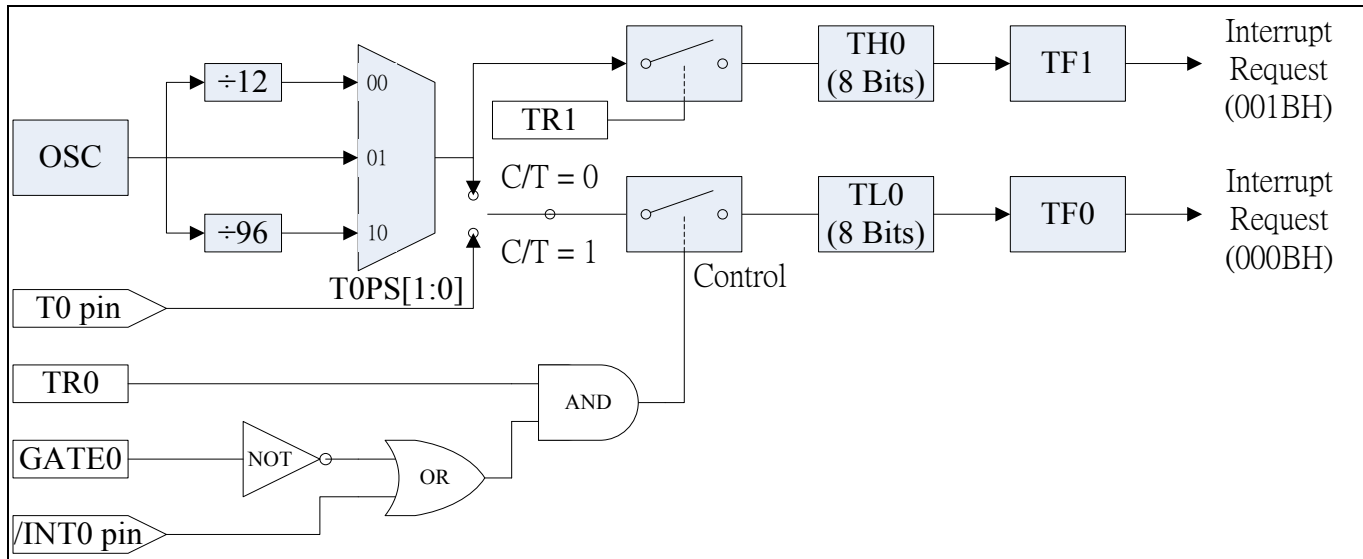 ÷12
00
OSC
01
÷96
10
T0PS[1:0]
T0 pin
TR0
GATE0
/INT0 pin
NOT
OR
AND
TR1
C/T = 0
C/T = 1
Control
TH0
(8 Bits)
TF1
Interrupt
Request
(001BH)
TL0
(8 Bits)
TF0
Interrupt
Request
(000BH)